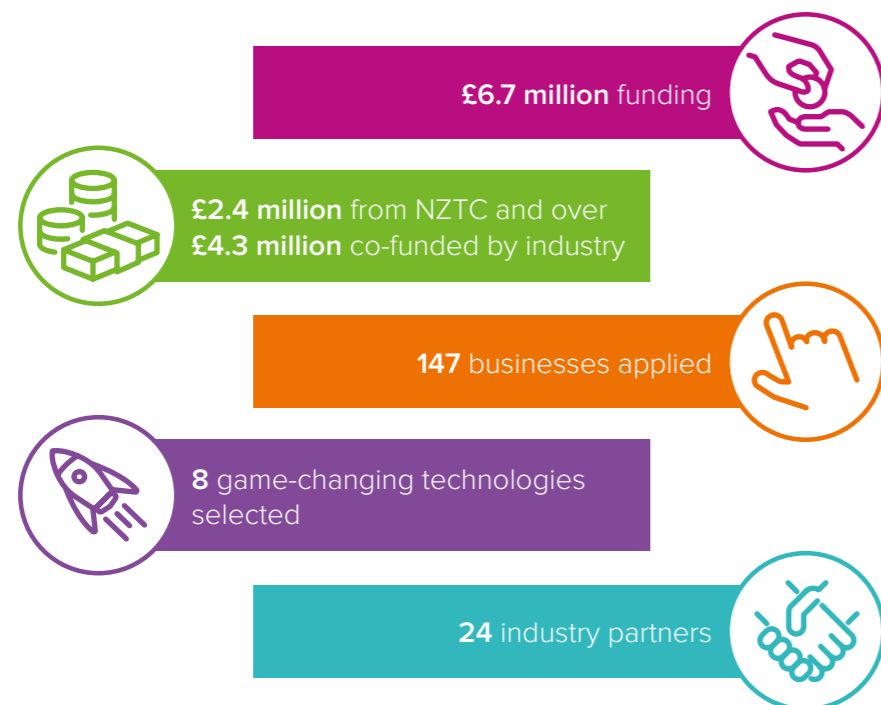 £6.7 million funding
£2.4 million from NZTC and over
£4.3 million co-funded by industry
147 businesses applied
8 game-changing technologies
selected
24 industry partners